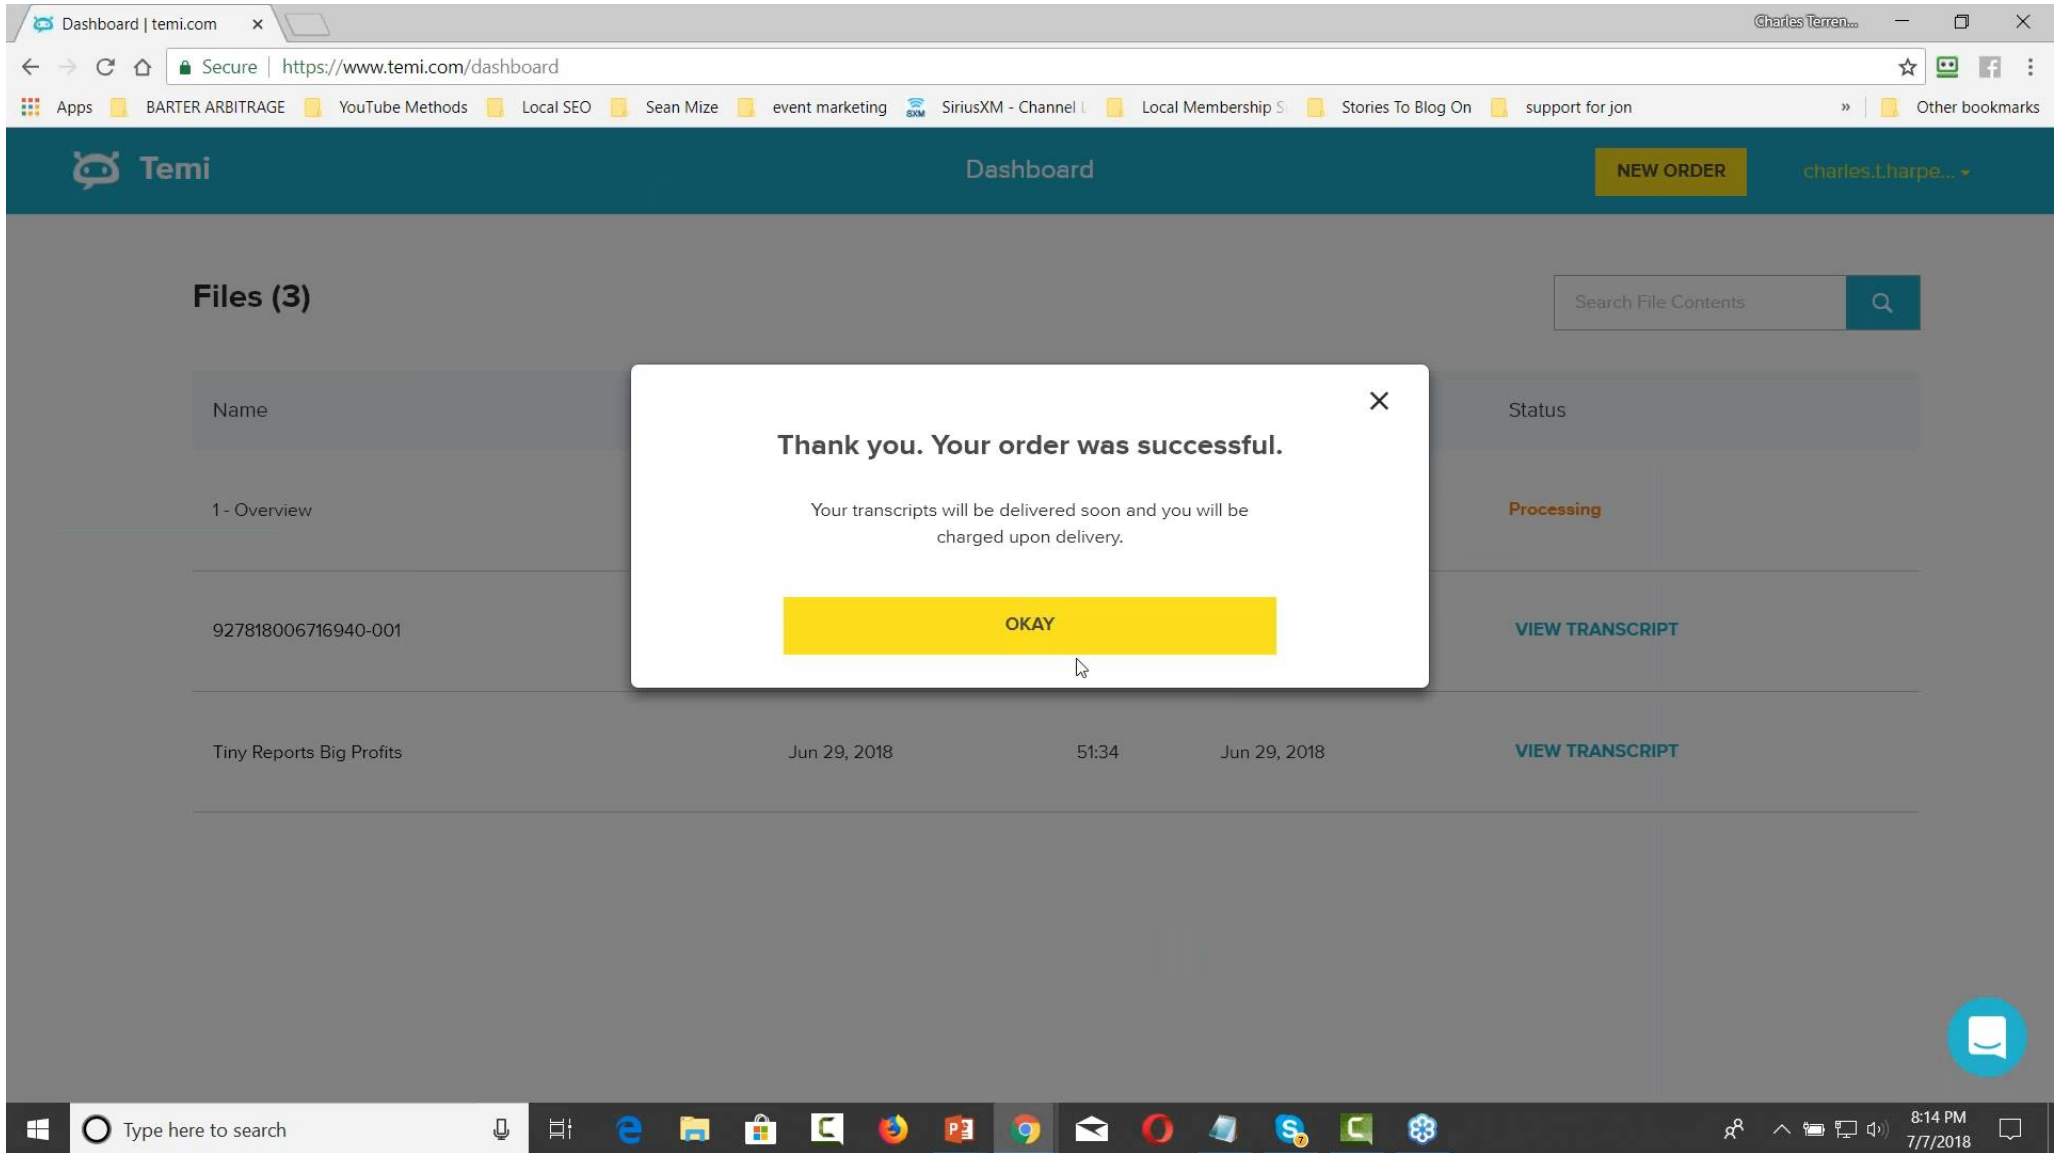 Dashboard | temi.com
Charles Terren...
Secure | https://www.temi.com/dashboard
Apps BARTER ARBITRAGE YouTube Methods Local SEO Sean Mize event marketing SiriusXM - Channel Local Membership S Stories To Blog On support for jon » Other bookmarks
Temi Dashboard NEW ORDER charles.t.harpe...
Files (3)
Search File Contents
Name Status
Thank you. Your order was successful.
1 - Overview
Your transcripts will be delivered soon and you will be
charged upon delivery.
Processing
OKAY
927818006716940-001 VIEW TRANSCRIPT
Tiny Reports Big Profits Jun 29, 2018 51:34 Jun 29, 2018 VIEW TRANSCRIPT
Type here to search
8:14 PM
7/7/2018